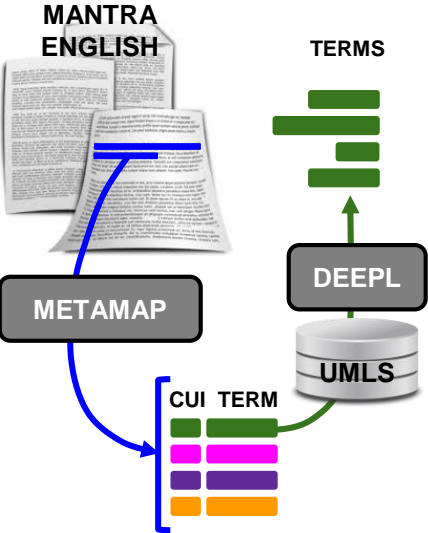 MANTRA
ENGLISH
TERMS
DEEPL
METAMAP
UMLS
CUI TERM